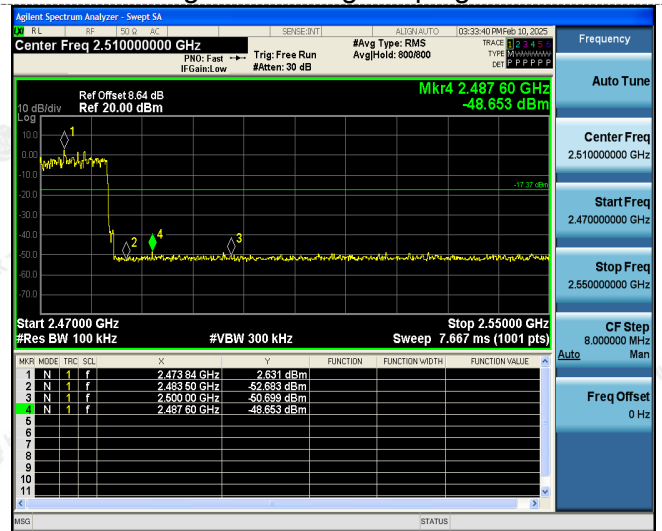 Agilent Spectrum Analyzer - Swept SA
LXI RL RF 50 Ω AC SENSE:INT ALIGNAUTO 03:33:40 PM Feb 10, 2025
Center Freq 2.510000000 GHz #Avg Type: RMS TRACE 1 2 3 4 5 6
PNO: Fast Trig: Free Run Avg|Hold: 800/800 TYPE M
IFGain:Low #Atten: 30 dB DET P P P P P P
Ref Offset 8.64 dB Mkr4 2.487 60 GHz
10 dB/div Ref 20.00 dBm -48.653 dBm
Log
10.0
0.00
-10.0
-20.0
-30.0
-40.0
-50.0
-60.0
-70.0
1
2
4
3
-17.37 dBm
Start 2.47000 GHz Stop 2.55000 GHz
#Res BW 100 kHz #VBW 300 kHz Sweep 7.667 ms (1001 pts)
MKR MODE TRC SCL X Y FUNCTION FUNCTION WIDTH FUNCTION VALUE
1 N 1 f 2.473 84 GHz 2.631 dBm
2 N 1 f 2.483 50 GHz -52.683 dBm
3 N 1 f 2.500 00 GHz -50.699 dBm
4 N 1 f 2.487 60 GHz -48.653 dBm
5
6
7
8
9
10
11
MSG STATUS
Frequency
Auto Tune
Center Freq
2.510000000 GHz
Start Freq
2.470000000 GHz
Stop Freq
2.550000000 GHz
CF Step
8.000000 MHz
Auto Man
Freq Offset
0 Hz